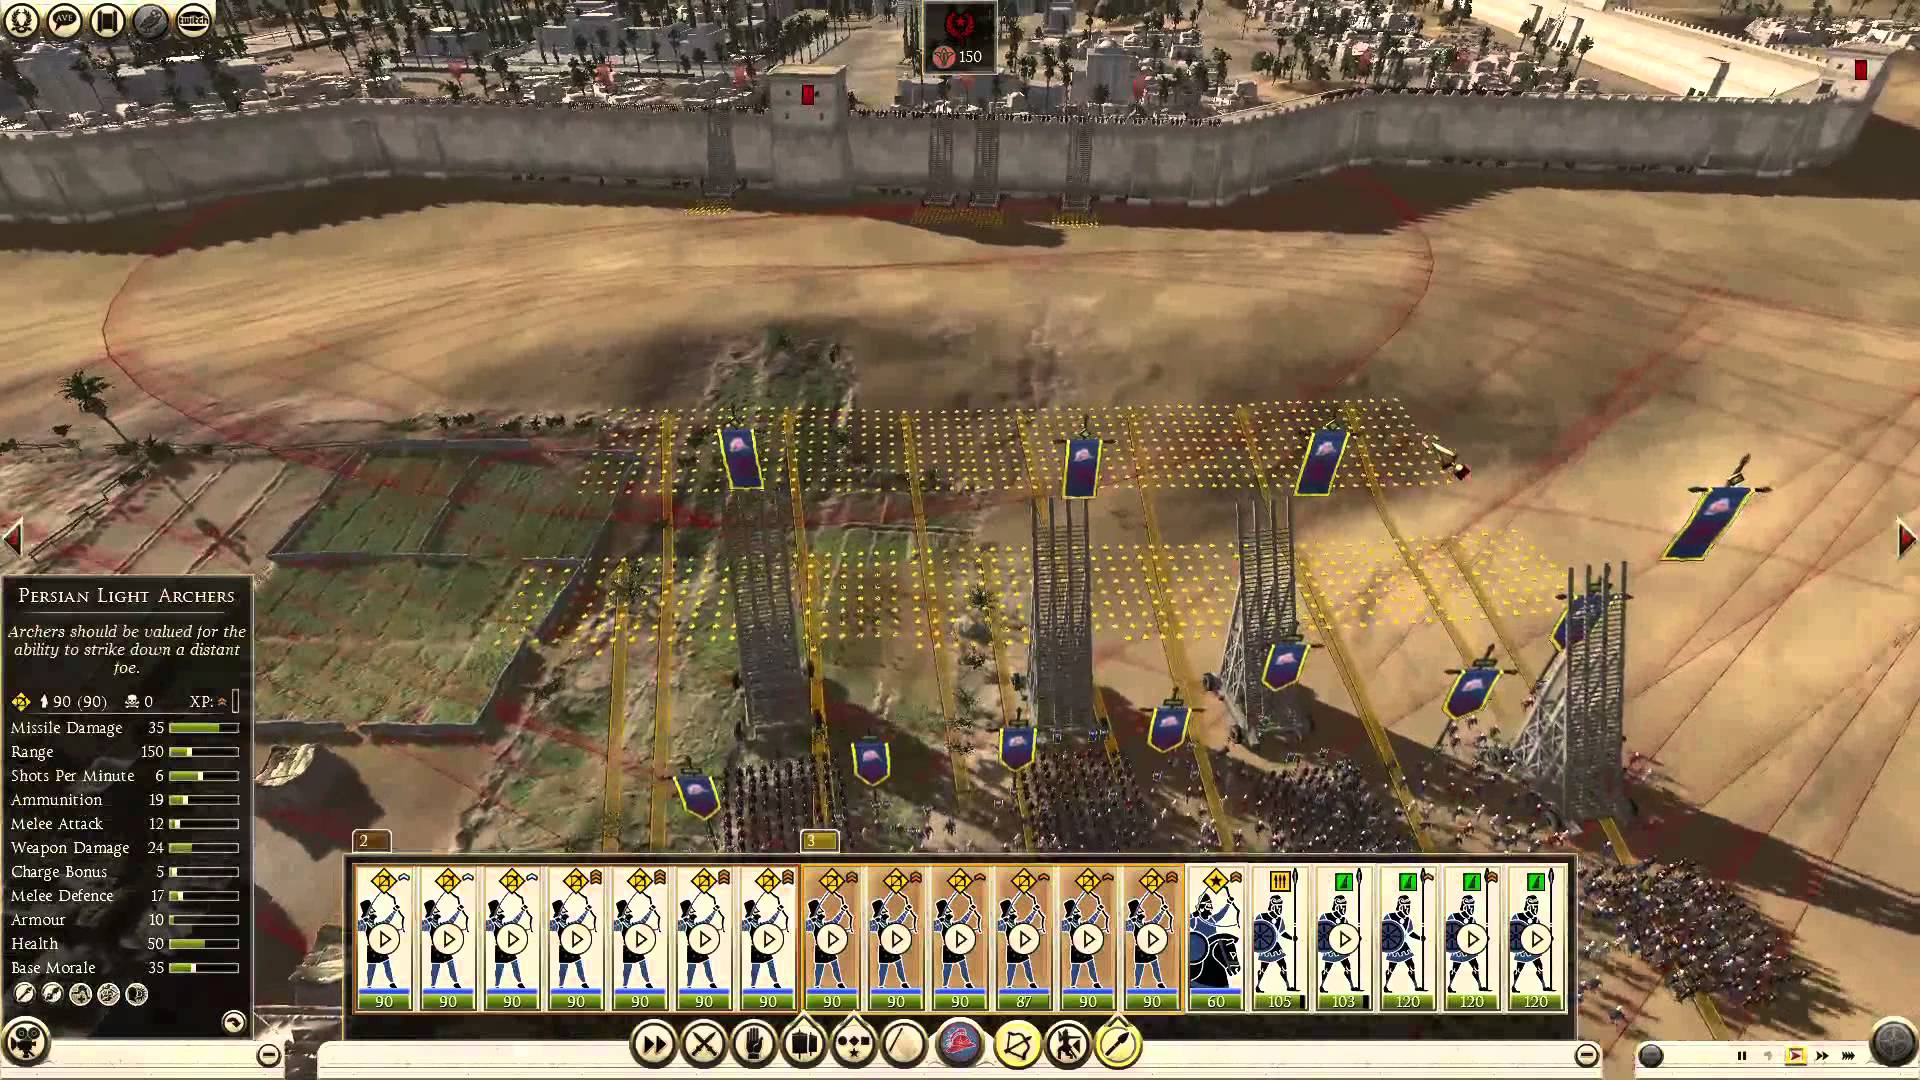 AVE
twitch
150
PERSIAN LIGHT ARCHERS
Archers should be valued for the
ability to strike down a distant
foe.
90 (90) 0 XP:
Missile Damage 35
Range 150
Shots Per Minute 6
Ammunition 19
Melee Attack 12
Weapon Damage 24
Charge Bonus 5
Melee Defence 17
Armour 10
Health 50
Base Morale 35
2 3
90 90 90 90 90 90 90 90 90 90 87 90 90 60 105 103 120 120 120